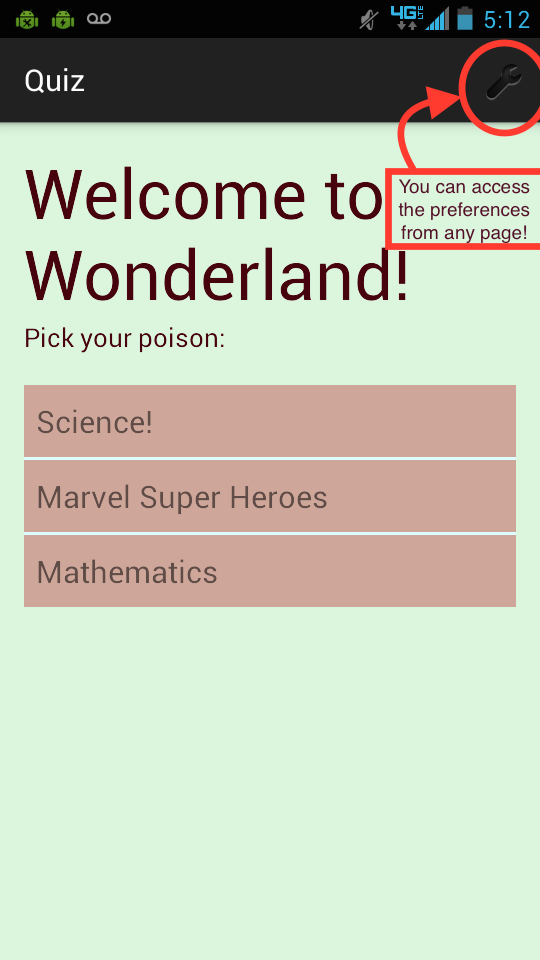 4G LTE 5:12
Quiz
Welcome to
Wonderland!
You can access
the preferences
from any page!
Pick your poison:
Science!
Marvel Super Heroes
Mathematics